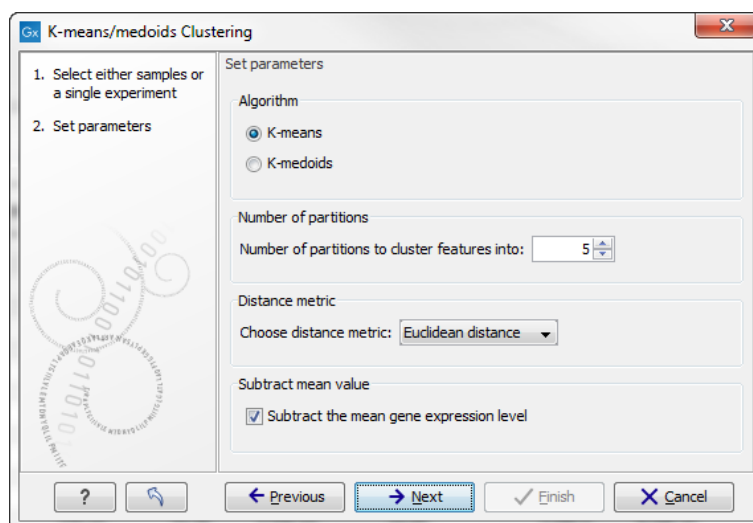 Gx K-means/medoids Clustering
1. Select either samples or
a single experiment
2. Set parameters
Set parameters
Algorithm
K-means
K-medoids
Number of partitions
Number of partitions to cluster features into: 5
Distance metric
Choose distance metric: Euclidean distance
Subtract mean value
Subtract the mean gene expression level
? Previous Next Finish Cancel